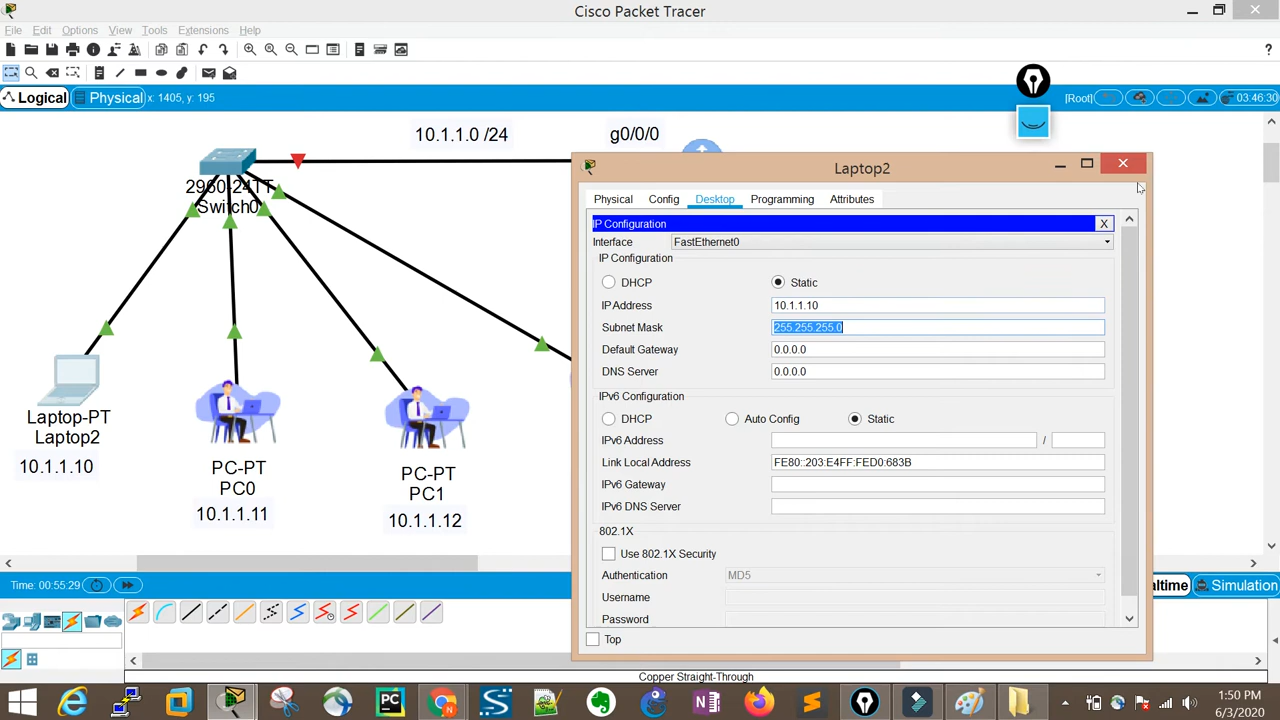 Cisco Packet Tracer
File Edit Options View Tools Extensions Help
?
Logical Physical x: 1405, y: 195 [Root] 03:46:30
10.1.1.0 /24 g0/0/0
2960-24TT
Switch0
Laptop-PT
Laptop2
10.1.1.10
PC-PT
PC0
10.1.1.11
PC-PT
PC1
10.1.1.12
Laptop2
Physical Config Desktop Programming Attributes
IP Configuration X
Interface FastEthernet0
IP Configuration
DHCP Static
IP Address 10.1.1.10
Subnet Mask 255.255.255.0
Default Gateway 0.0.0.0
DNS Server 0.0.0.0
IPv6 Configuration
DHCP Auto Config Static
IPv6 Address /
Link Local Address FE80::203:E4FF:FED0:683B
IPv6 Gateway
IPv6 DNS Server
802.1X
Use 802.1X Security
Authentication MD5
Username
Password
Top
Time: 00:55:29 ltime Simulation
Copper Straight-Through
PC
N
S
1:50 PM
6/3/2020